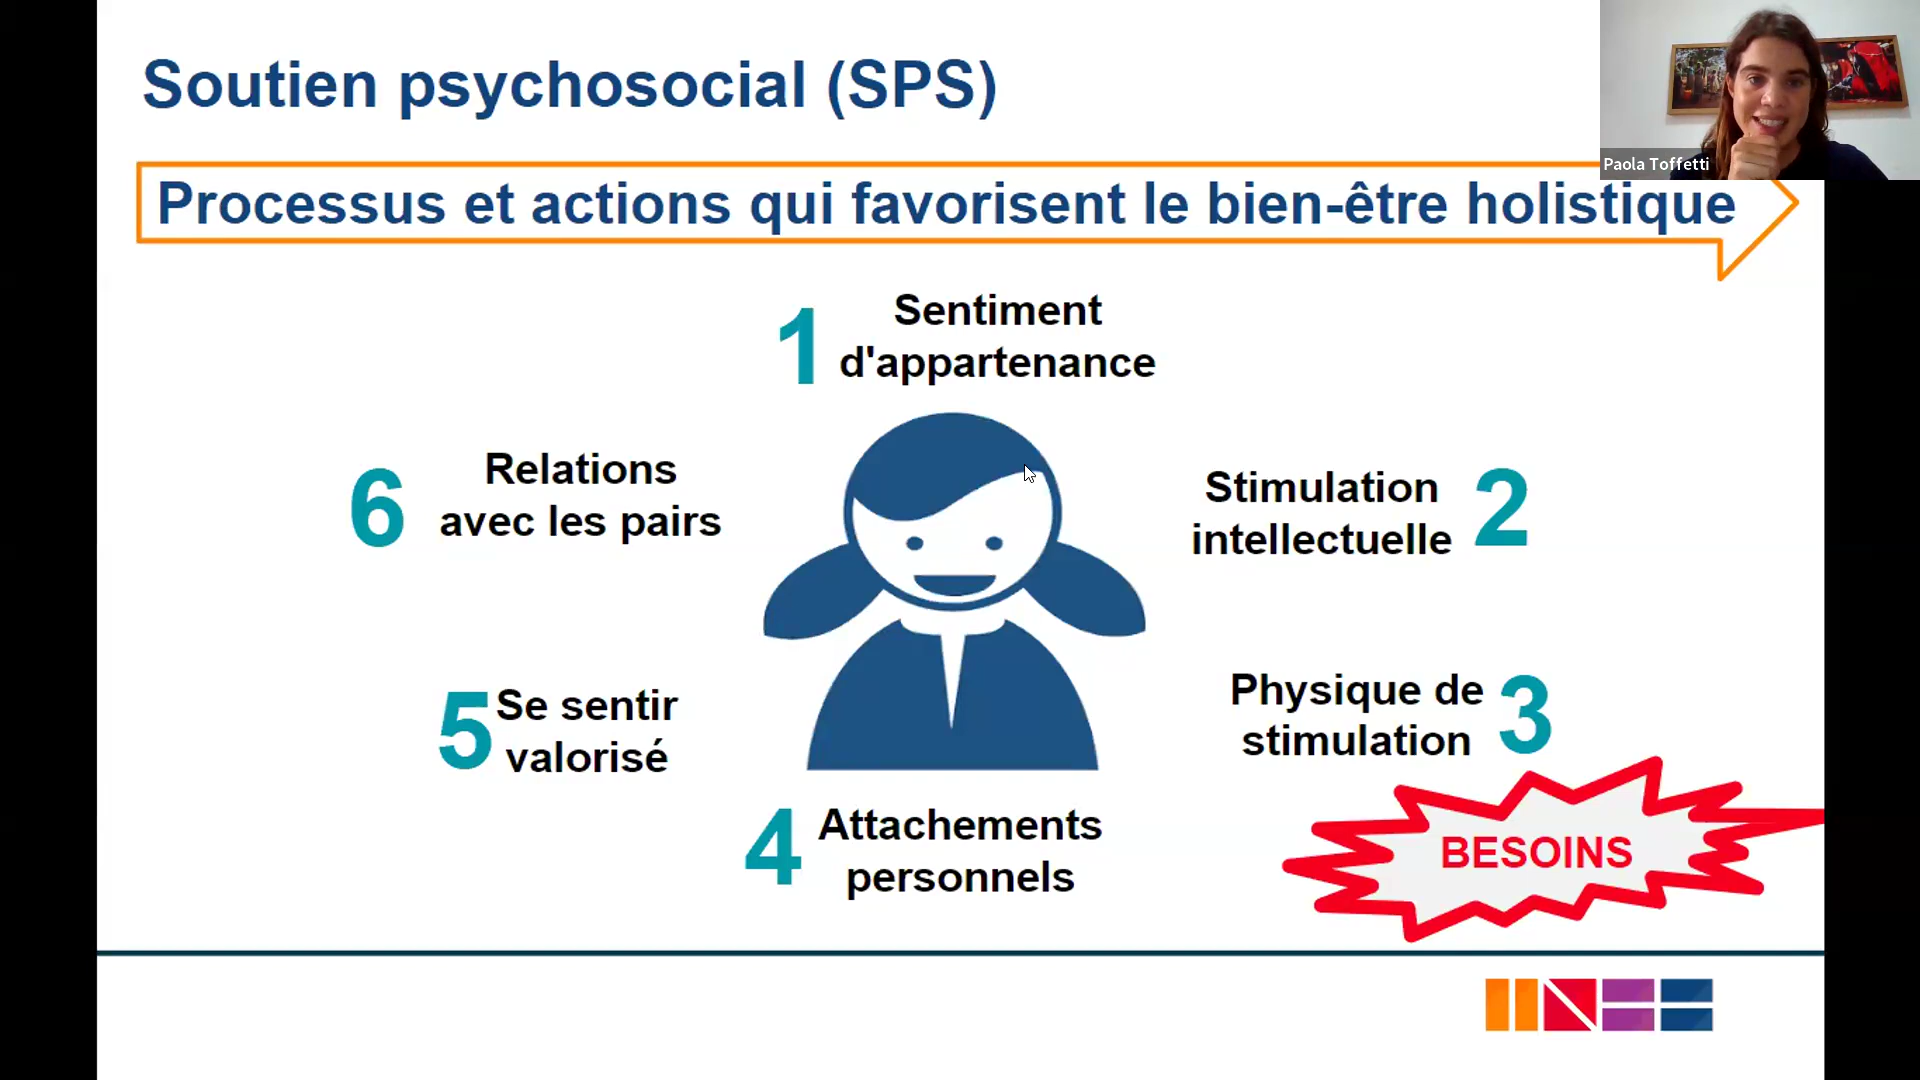 Soutien psychosocial (SPS)
Paola Toffetti
Processus et actions qui favorisent le bien-être holistique
1
Sentiment
d'appartenance
6
Relations
avec les pairs
Stimulation
intellectuelle
2
5
Se sentir
valorisé
Physique de
stimulation
3
4
Attachements
personnels
BESOINS
INEE